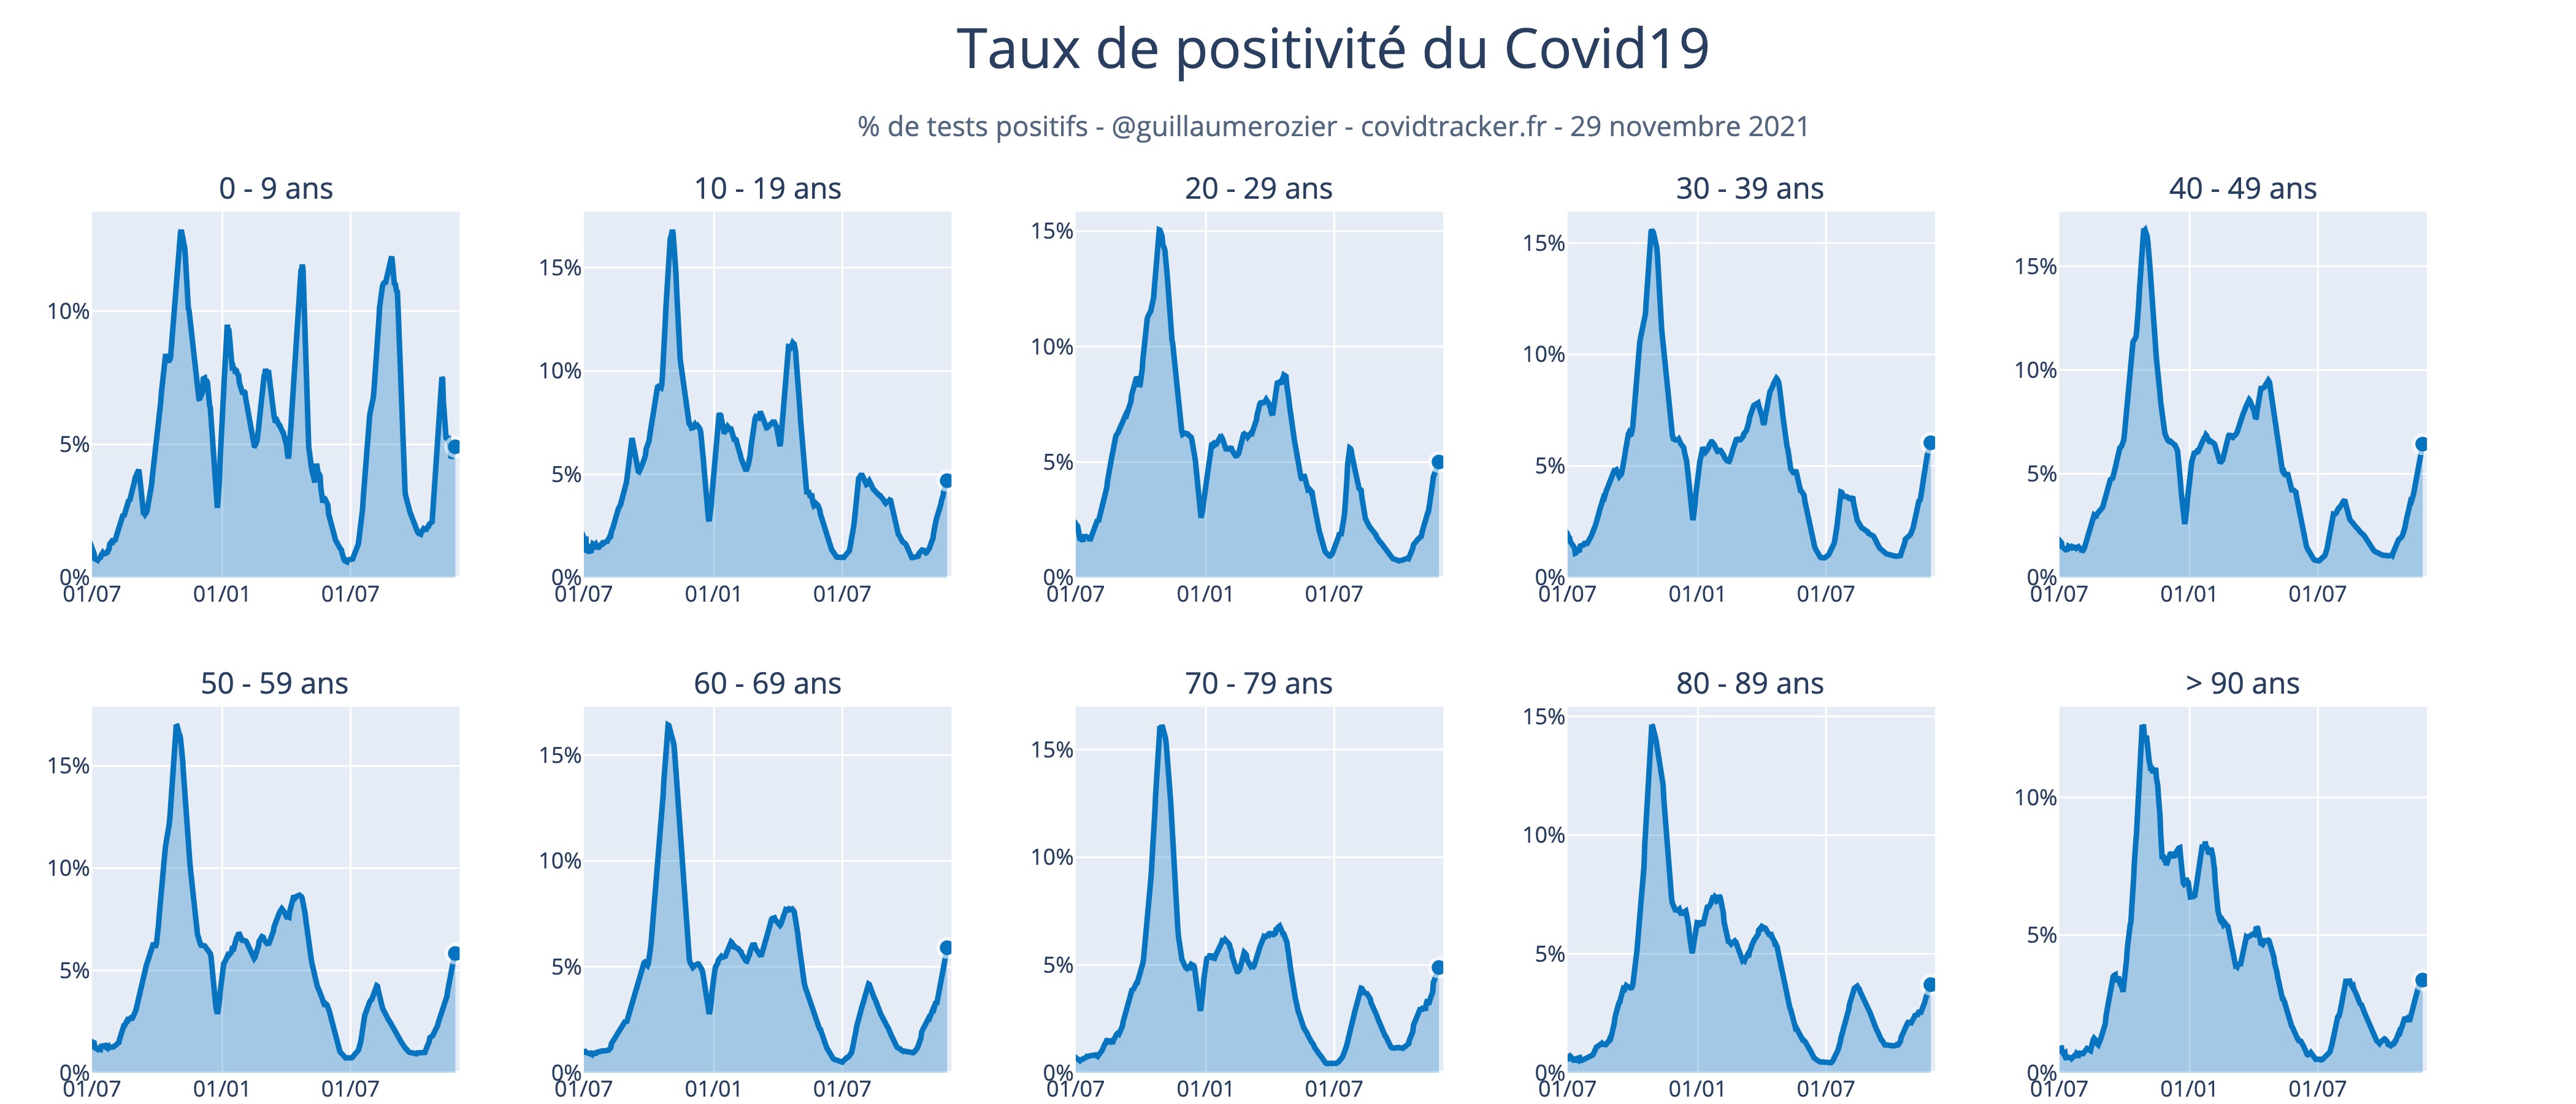 Taux de positivité du Covid19
% de tests positifs - @guillaumerozier - covidtracker.fr - 29 novembre 2021
0 - 9 ans
10%
5%
0%
01/07 01/01 01/07
10 - 19 ans
15%
10%
5%
0%
01/07 01/01 01/07
20 - 29 ans
15%
10%
5%
0%
01/07 01/01 01/07
30 - 39 ans
15%
10%
5%
0%
01/07 01/01 01/07
40 - 49 ans
15%
10%
5%
0%
01/07 01/01 01/07
50 - 59 ans
15%
10%
5%
0%
01/07 01/01 01/07
60 - 69 ans
15%
10%
5%
0%
01/07 01/01 01/07
70 - 79 ans
15%
10%
5%
0%
01/07 01/01 01/07
80 - 89 ans
15%
10%
5%
0%
01/07 01/01 01/07
> 90 ans
10%
5%
0%
01/07 01/01 01/07